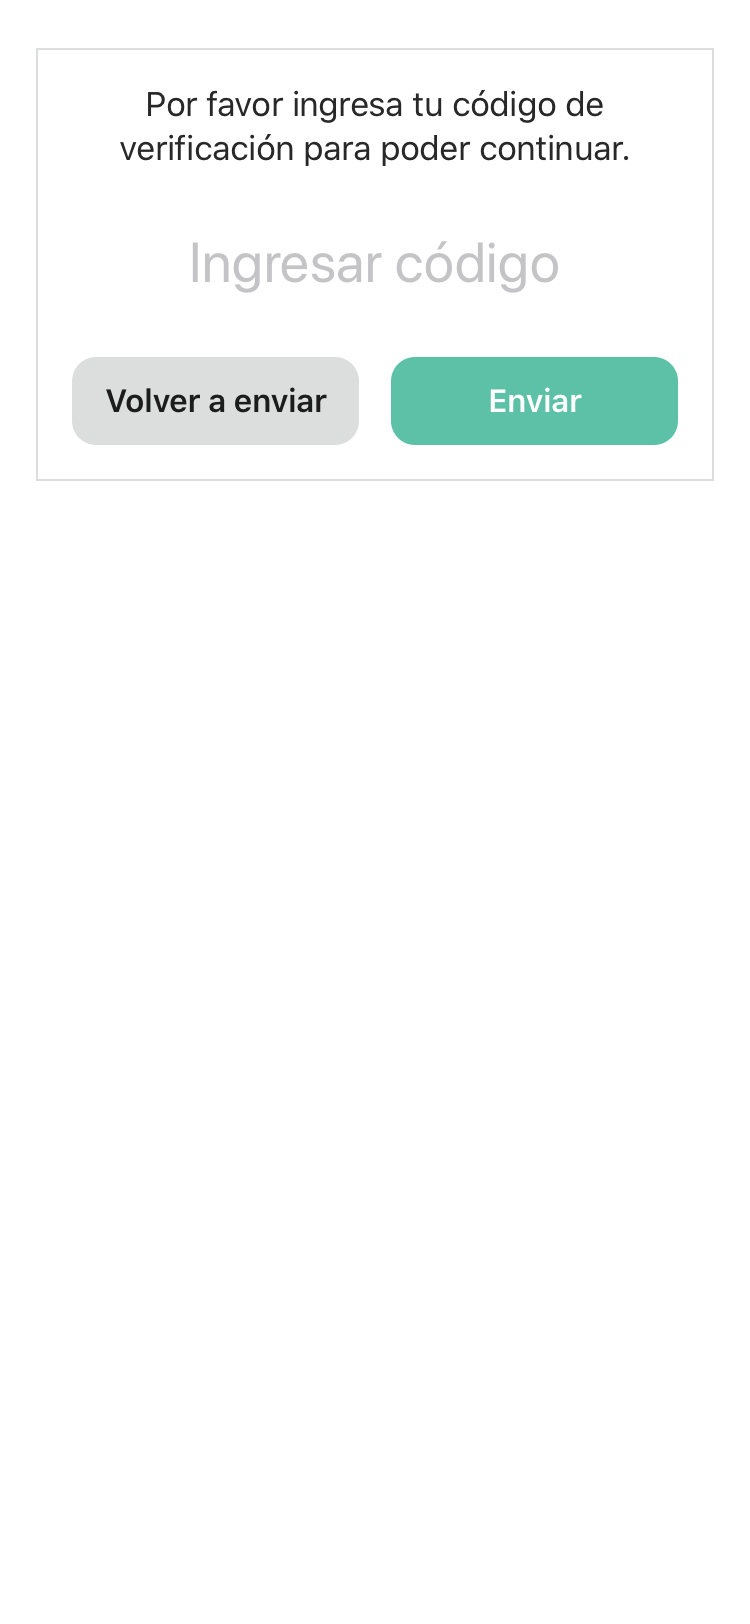 Por favor ingresa tu código de
verificación para poder continuar.
Ingresar código
Volver a enviar
Enviar